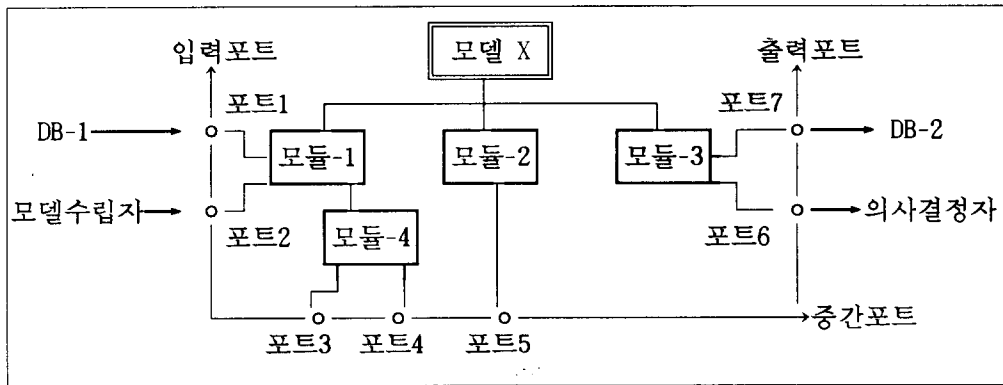 모델 X
입력포트
출력포트
포트1
포트7
DB-1
DB-2
모듈-1
모듈-2
모듈-3
모델수립자
의사결정자
포트2
포트6
모듈-4
중간포트
포트3
포트4
포트5